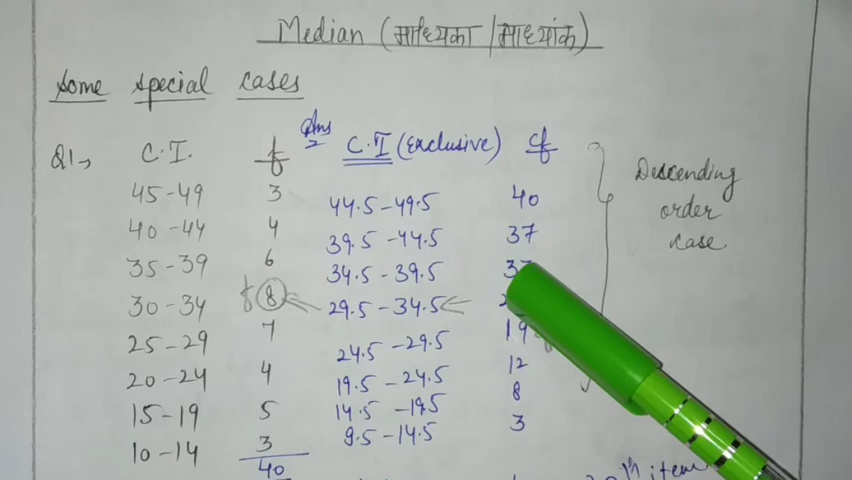 Median (माध्यिका/माध्यांक)
Some special cases
Q1→ C.I. f Ans C.I (Exclusive) cf
45-49 3 44.5-49.5 40
40-44 4 39.5-44.5 37
35-39 6 34.5-39.5
30-34 f 8 29.5-34.5
25-29 7 24.5-29.5 19
20-24 4 19.5-24.5 12
15-19 5 14.5-19.5 8
10-14 3 9.5-14.5 3
40
Descending
order
case
th item